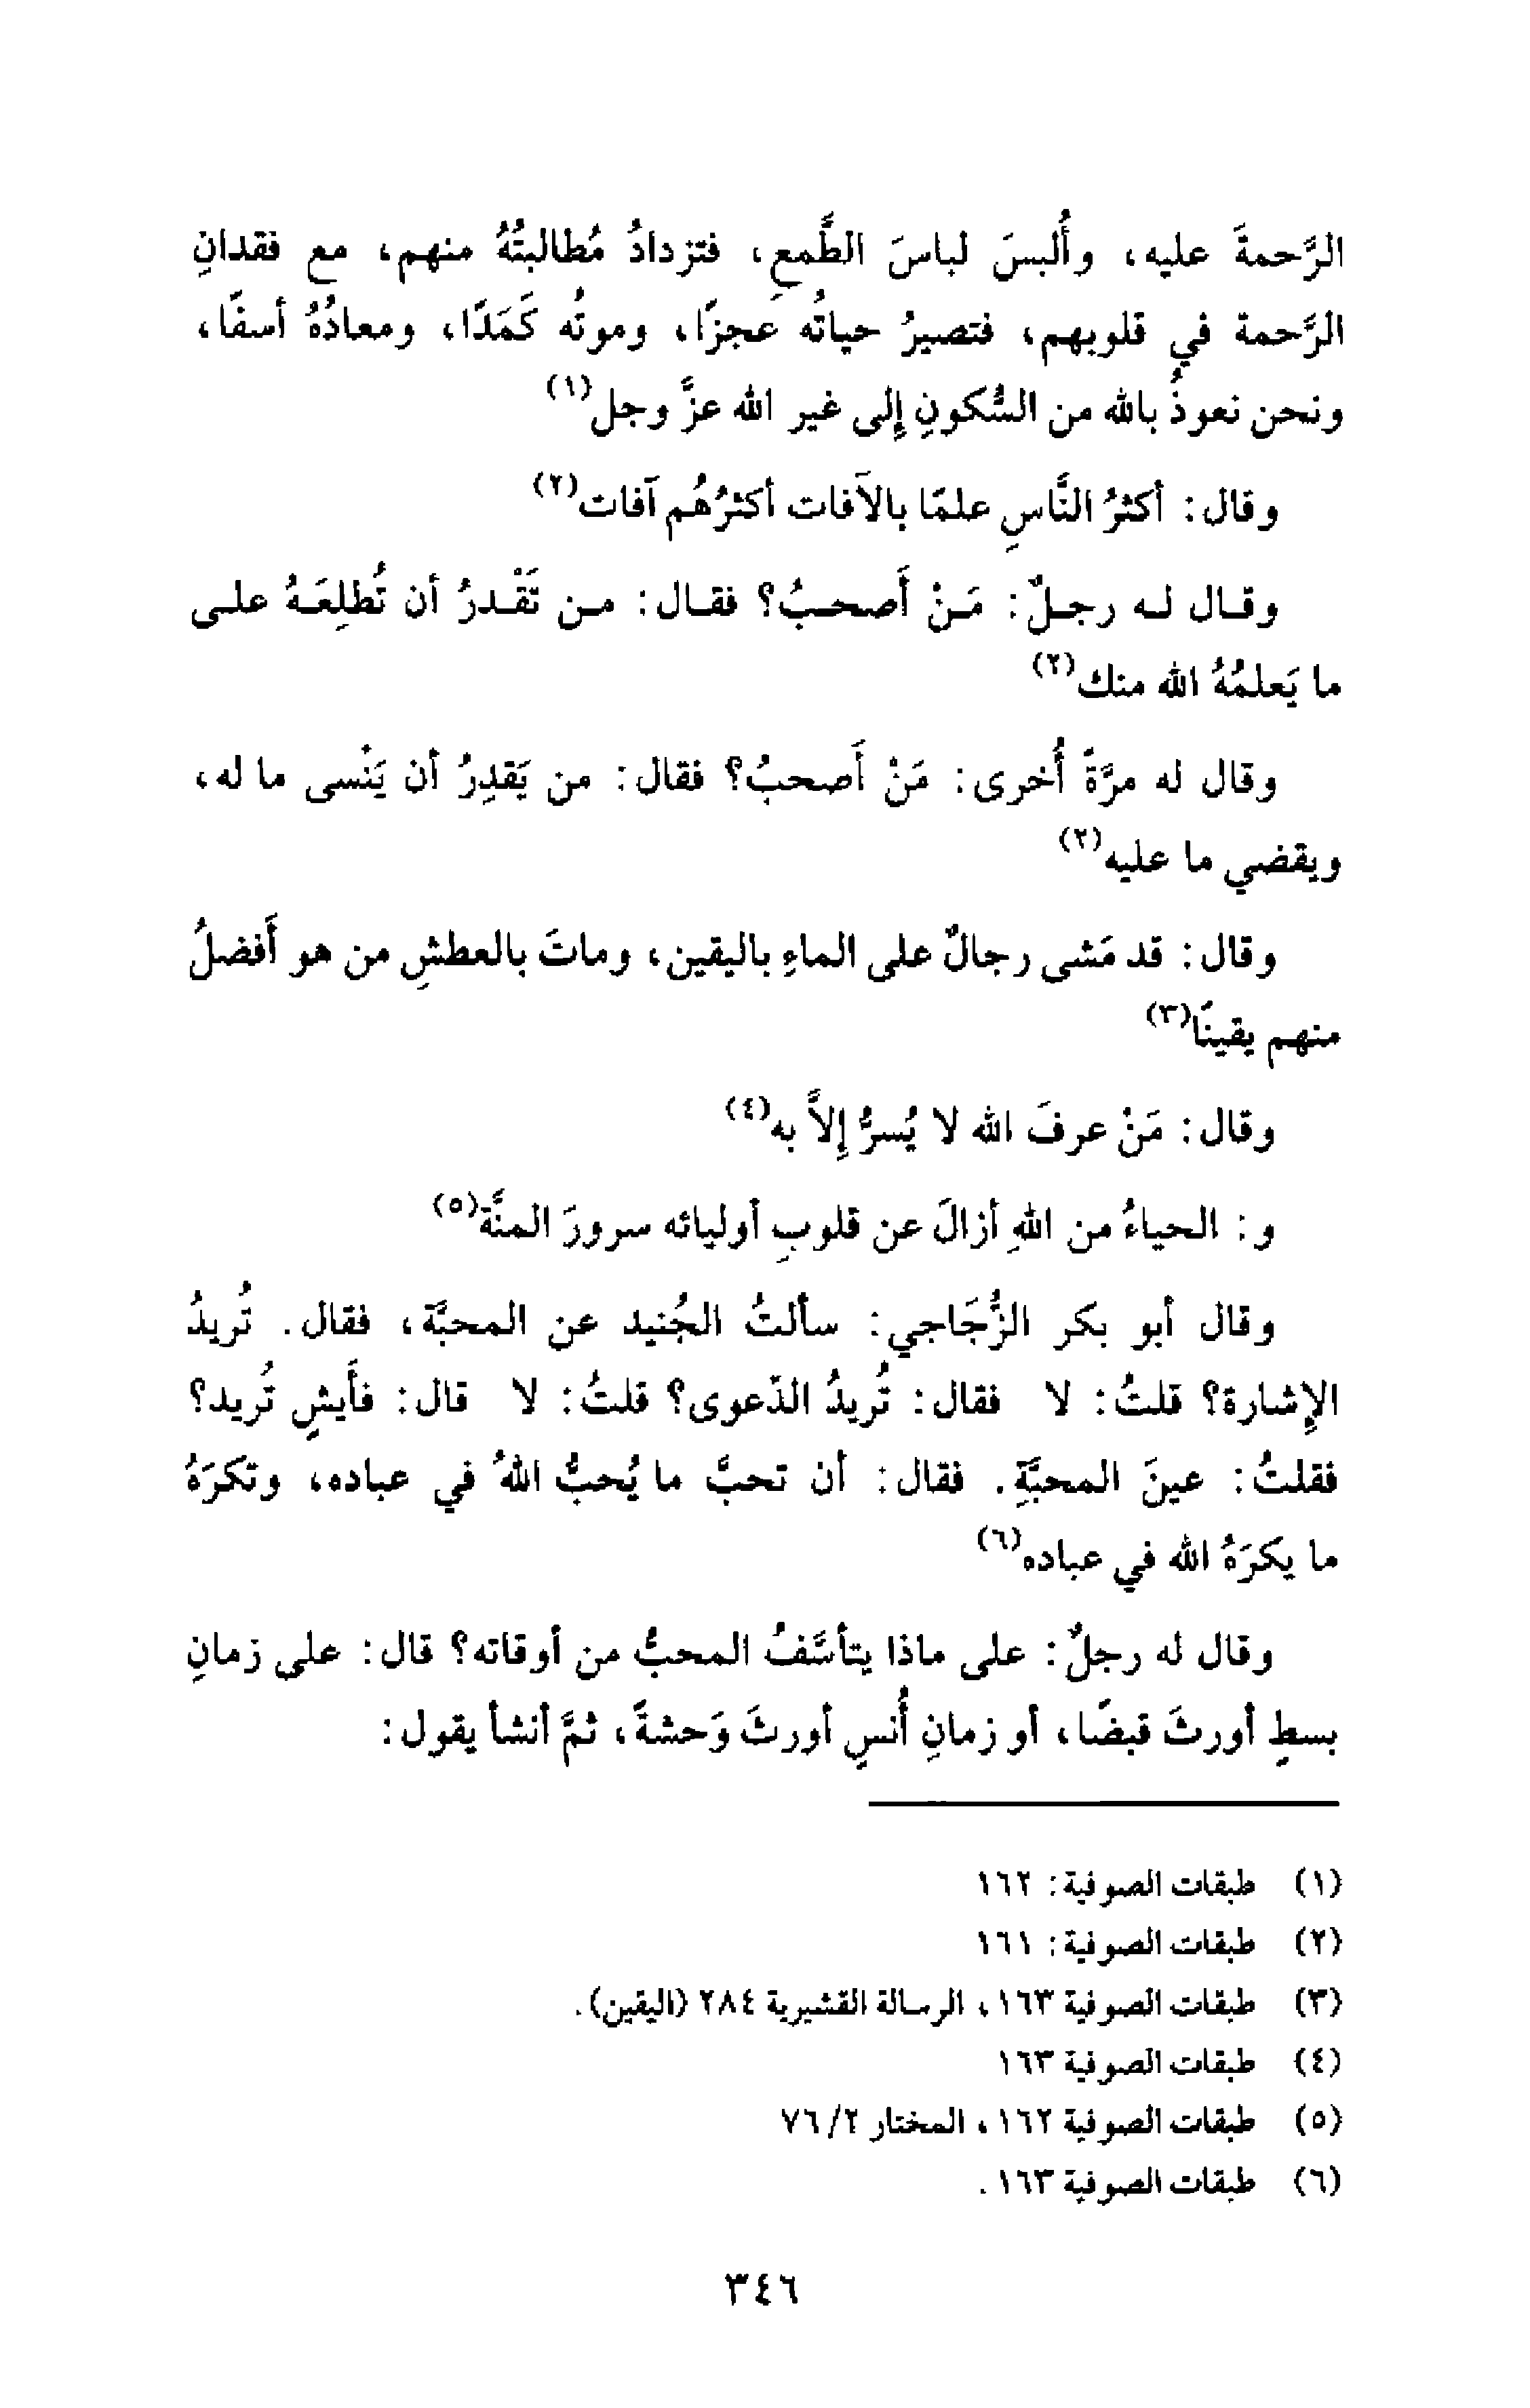 الرَّحمةَ عليه، وأُلبسَ لباسَ الطَّمعِ، فتزدادُ مُطالبتُهُ منهم، مع فقدانِ
الرَّحمة في قلوبهم، فتصيرُ حياتُه عَجزًا، وموتُه كَمَدًا، ومعادُهُ أسفًا،
ونحن نعوذُ بالله من السُّكونِ إلى غير الله عزَّ وجل(١)
وقال: أكثرُ النَّاسِ علمًا بالآفات أكثرُهُم آفات(٢)
وقال له رجلٌ: مَنْ أَصحبُ؟ فقال: من تَقْدرُ أن تُطلِعَهُ على
ما يَعلمُهُ الله منك(٢)
وقال له مرَّةً أُخرى: مَنْ أَصحبُ؟ فقال: من يَقدِرُ أن يَنْسى ما له،
ويقضي ما عليه(٢)
وقال: قد مَشى رجالٌ على الماءِ باليقين، وماتَ بالعطشِ من هو أَفضلُ
منهم يقينًا(٣)
وقال: مَنْ عرفَ الله لا يُسرُّ إلاَّ به(٤)
و: الحياءُ من اللهِ أزالَ عن قلوبِ أوليائه سرورَ المنَّة(٥)
وقال أبو بكر الزُّجَاجي: سألتُ الجُنيد عن المحبَّة، فقال. تُريدُ
الإشارة؟ قلتُ: لا فقال: تُريدُ الدَّعوى؟ قلتُ: لا قال: فأَيشٍ تُريد؟
فقلتُ: عينَ المحبَّةِ. فقال: أن تحبَّ ما يُحبُّ اللهُ في عباده، وتكرَهُ
ما يكرَهُ الله في عباده(٦)
وقال له رجلٌ: على ماذا يتأسَّفُ المحبُّ من أوقاته؟ قال: على زمانِ
بسطٍ أورثَ قبضًا، أو زمانِ أُنسٍ أورثَ وَحشةً، ثمَّ أنشأ يقول:
(١) طبقات الصوفية: ١٦٢
(٢) طبقات الصوفية: ١٦١
(٣) طبقات الصوفية ١٦٣، الرسالة القشيرية ٢٨٤ (اليقين).
(٤) طبقات الصوفية ١٦٣
(٥) طبقات الصوفية ١٦٢، المختار ٢/ ٧٦
(٦) طبقات الصوفية ١٦٣.
٣٤٦